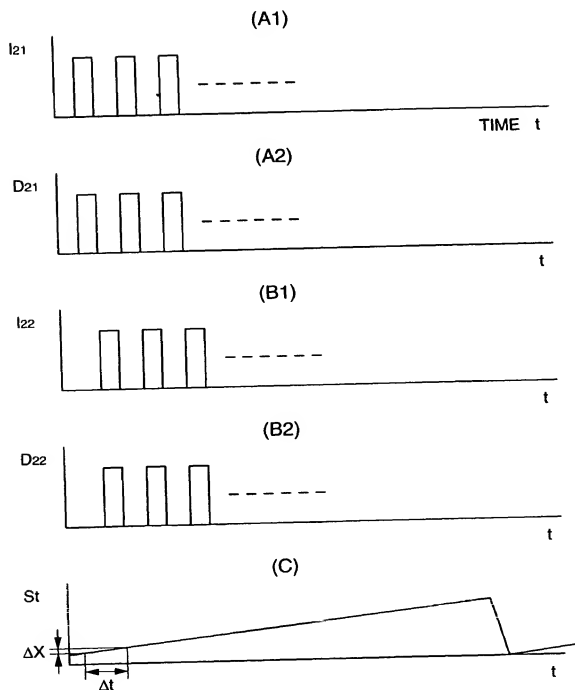 (A1)
I21
TIME t
(A2)
D21
t
(B1)
I22
t
(B2)
D22
t
(C)
St
ΔX
Δt
t